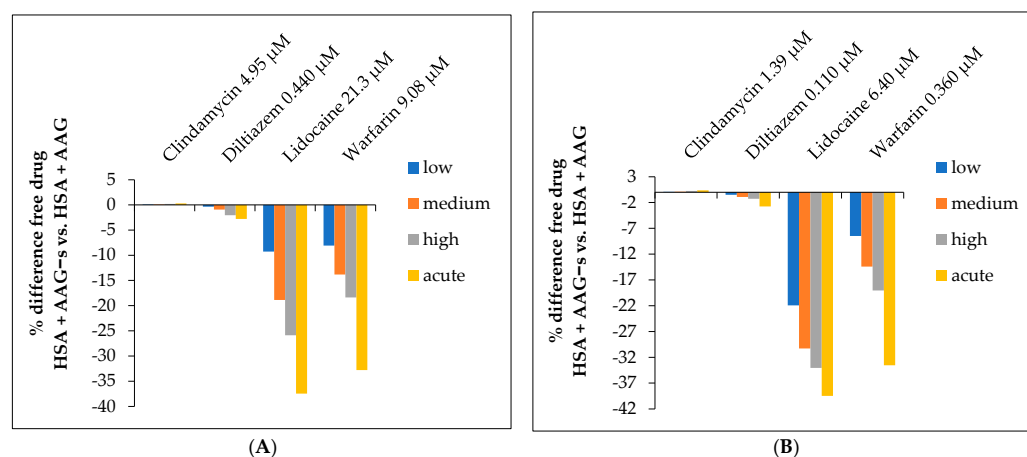 Clindamycin 4.95 µM
Diltiazem 0.440 µM
Lidocaine 21.3 µM
Warfarin 9.08 µM
% difference free drug
HSA + AAG−s vs. HSA + AAG
5
0
-5
-10
-15
-20
-25
-30
-35
-40
low
medium
high
acute
(A)
Clindamycin 1.39 µM
Diltiazem 0.110 µM
Lidocaine 6.40 µM
Warfarin 0.360 µM
% difference free drug
HSA + AAG−s vs. HSA + AAG
3
-2
-7
-12
-17
-22
-27
-32
-37
-42
low
medium
high
acute
(B)